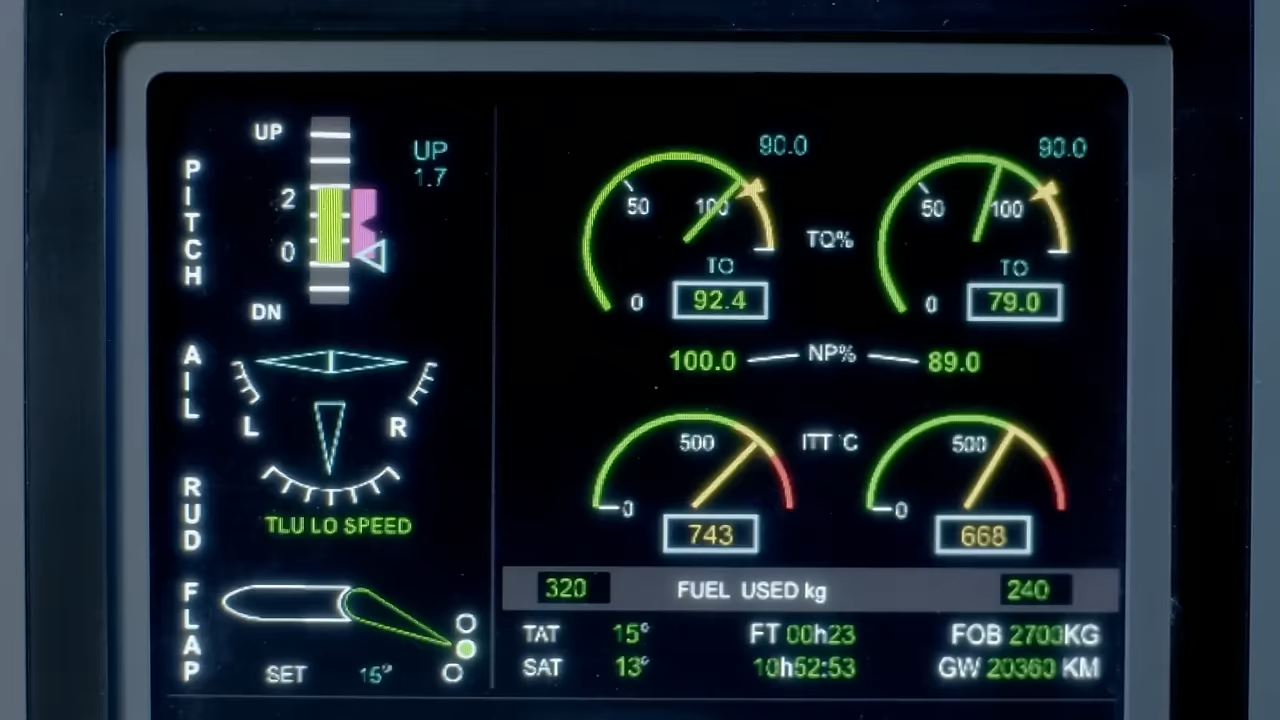 PITCH
UP
UP
1.7
2
0
DN
AIL
L
R
RUD
TLU LO SPEED
FLAP
SET 15°
90.0
90.0
50
100
50
100
TQ%
TO
TO
0
92.4
0
79.0
100.0 NP% 89.0
500
ITT °C
500
0
0
743
668
320 FUEL USED kg 240
TAT 15° FT 00h23 FOB 2700KG
SAT 13° 10h52:53 GW 20360 KM